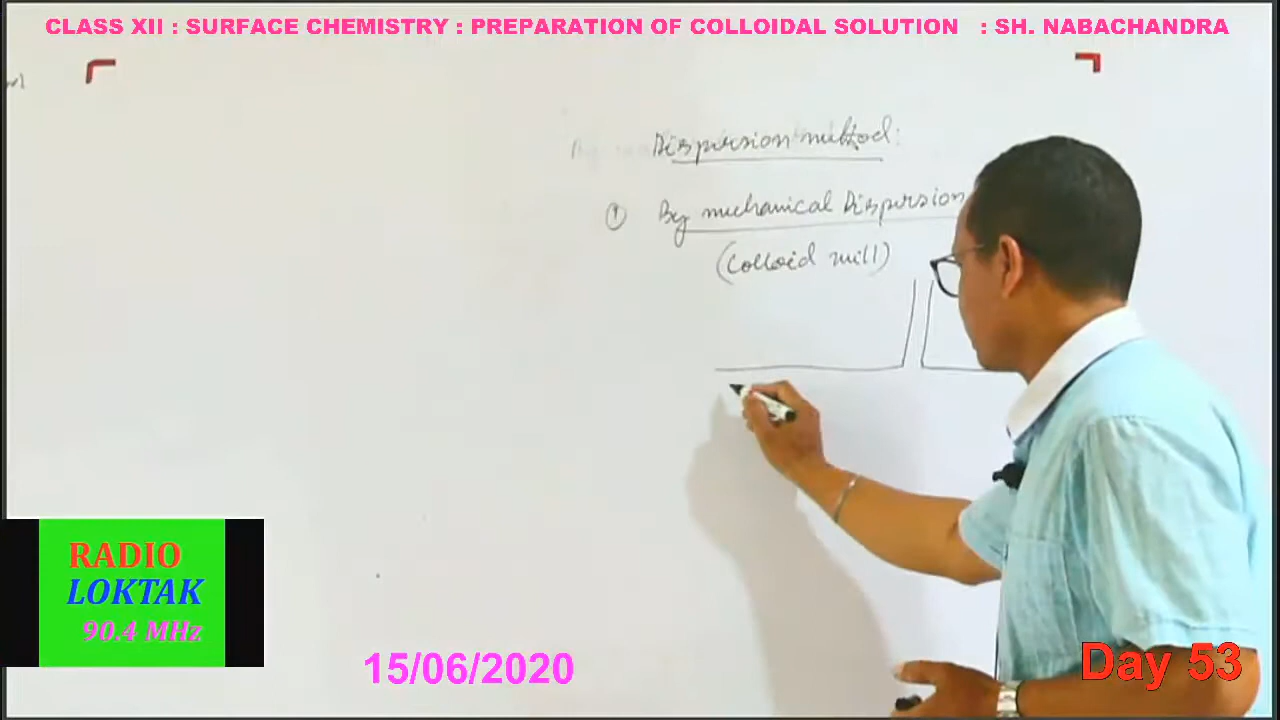 CLASS XII : SURFACE CHEMISTRY : PREPARATION OF COLLOIDAL SOLUTION : SH. NABACHANDRA
Dispersion method:
① By mechanical Dispersion
(Colloid mill)
RADIO
LOKTAK
90.4 MHz
15/06/2020
Day 53